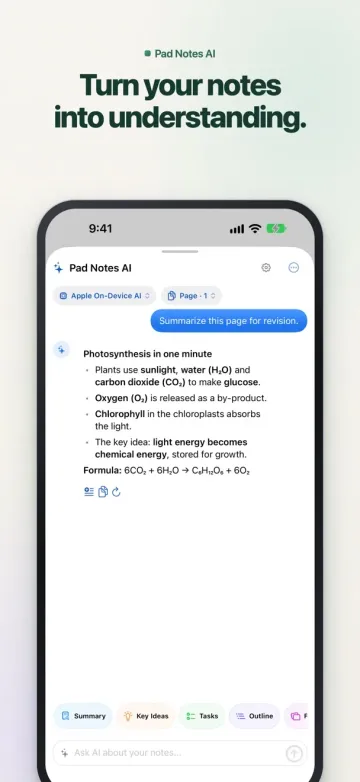 Pad Notes AI
Turn your notes
into understanding.
9:41
Pad Notes AI
Apple On-Device AI
Page · 1
Summarize this page for revision.
Photosynthesis in one minute
• Plants use sunlight, water (H₂O) and
carbon dioxide (CO₂) to make glucose.
• Oxygen (O₂) is released as a by-product.
• Chlorophyll in the chloroplasts absorbs
the light.
• The key idea: light energy becomes
chemical energy, stored for growth.
Formula: 6CO₂ + 6H₂O → C₆H₁₂O₆ + 6O₂
Summary
Key Ideas
Tasks
Outline
Ask AI about your notes...